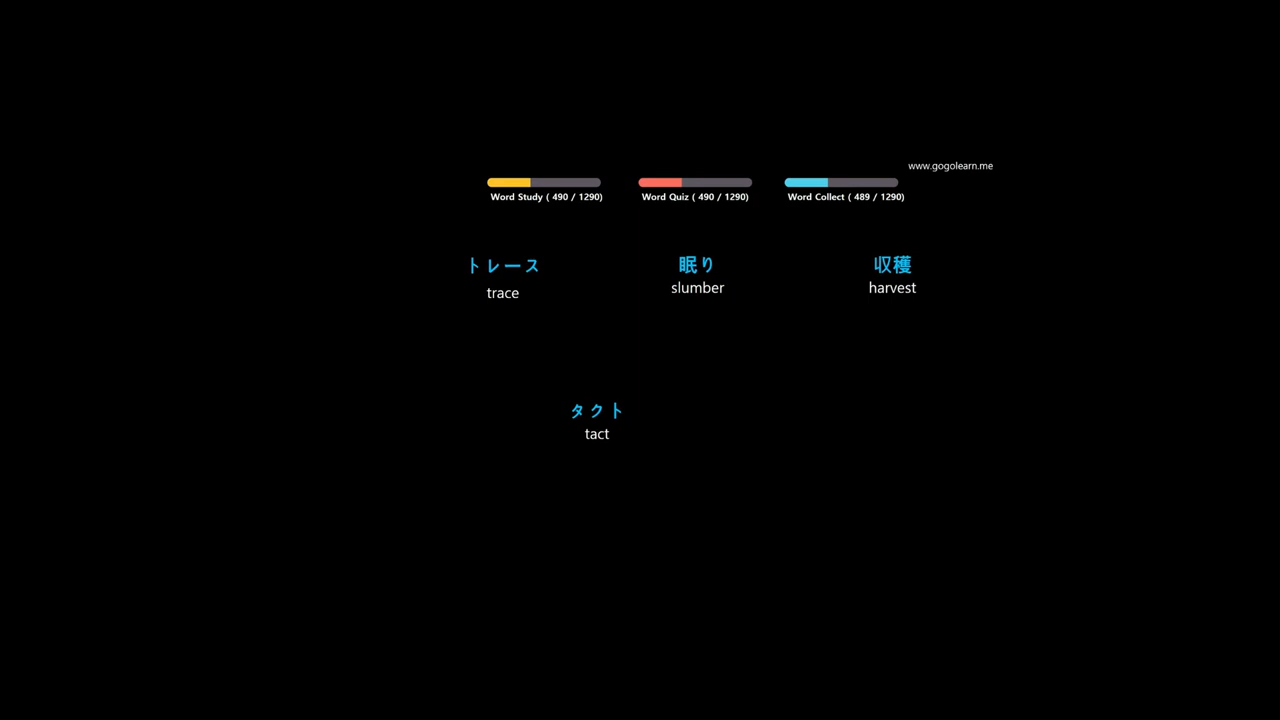 www.gogolearn.me
Word Study ( 490 / 1290)
Word Quiz ( 490 / 1290)
Word Collect ( 489 / 1290)
トレース
trace
眠り
slumber
収穫
harvest
タクト
tact